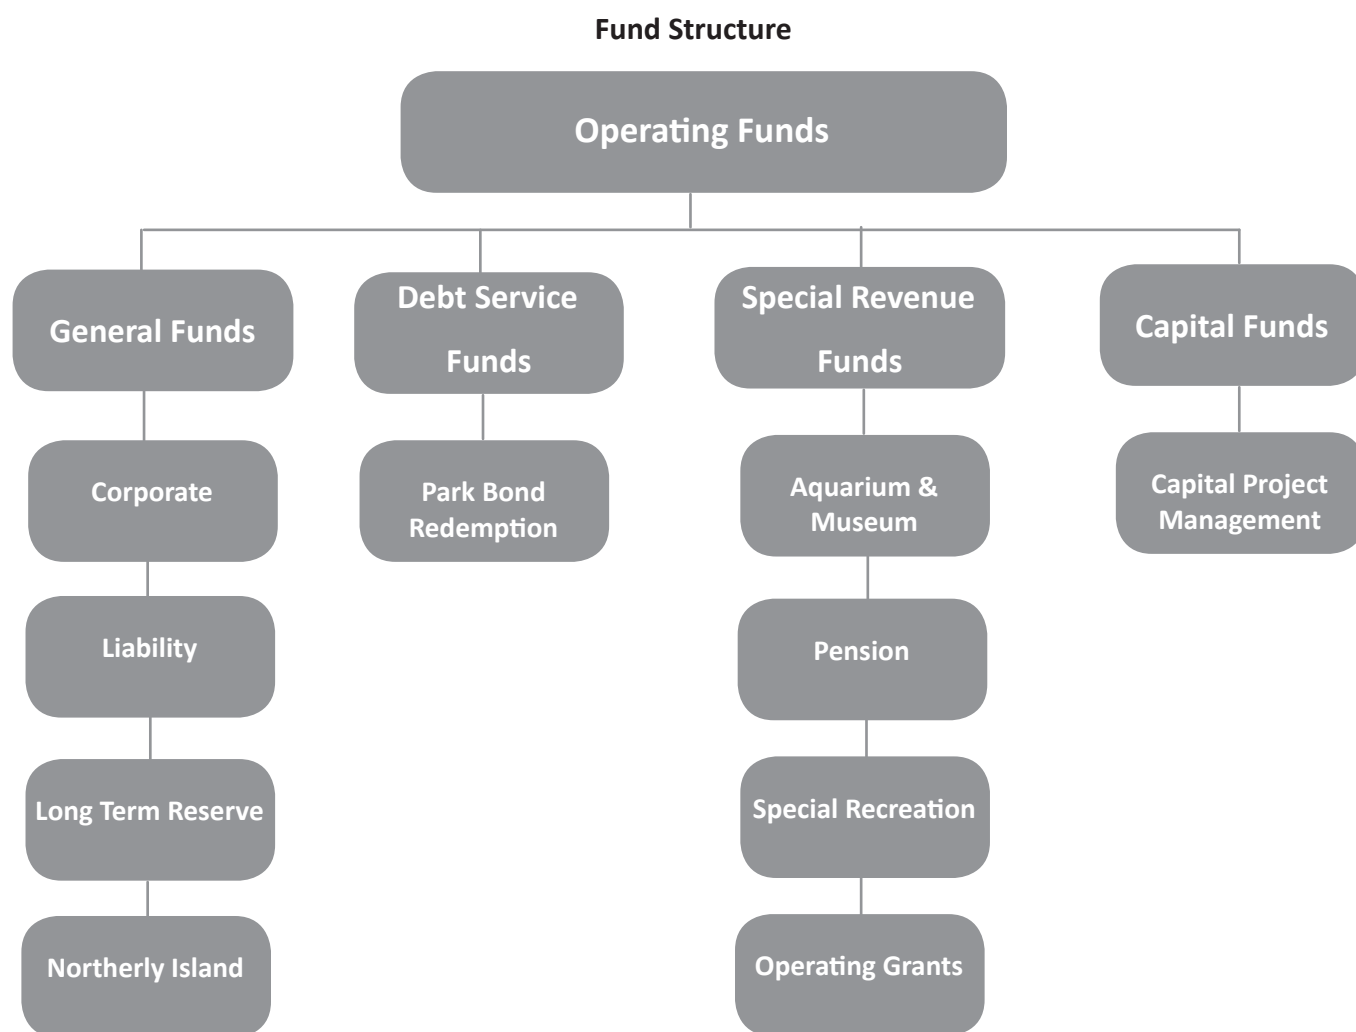 Fund Structure
Operating Funds
General Funds
Debt Service
Funds
Special Revenue
Funds
Capital Funds
Corporate
Park Bond
Redemption
Aquarium &
Museum
Capital Project
Management
Liability
Pension
Long Term Reserve
Special Recreation
Northerly Island
Operating Grants